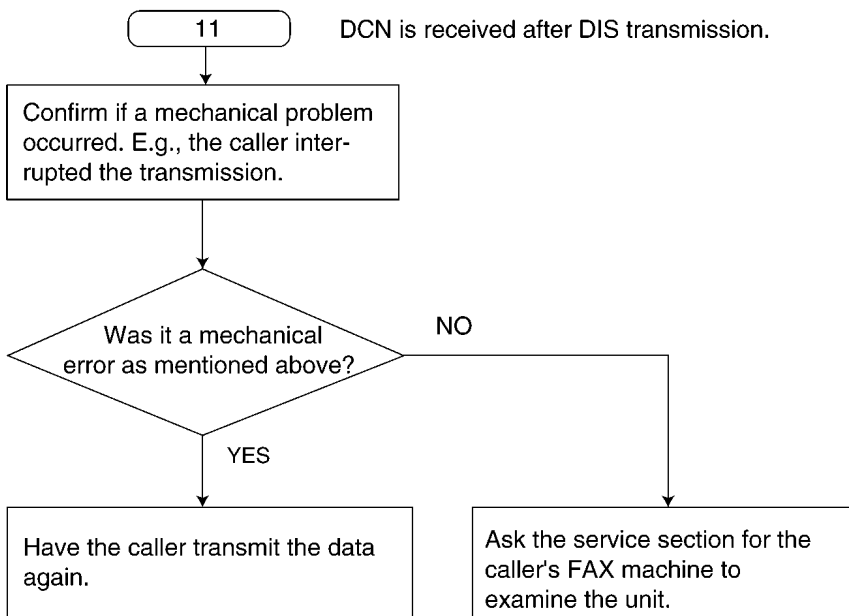 11
DCN is received after DIS transmission.
Confirm if a mechanical problem
occurred. E.g., the caller inter-
rupted the transmission.
Was it a mechanical
error as mentioned above?
NO
YES
Have the caller transmit the data
again.
Ask the service section for the
caller's FAX machine to
examine the unit.